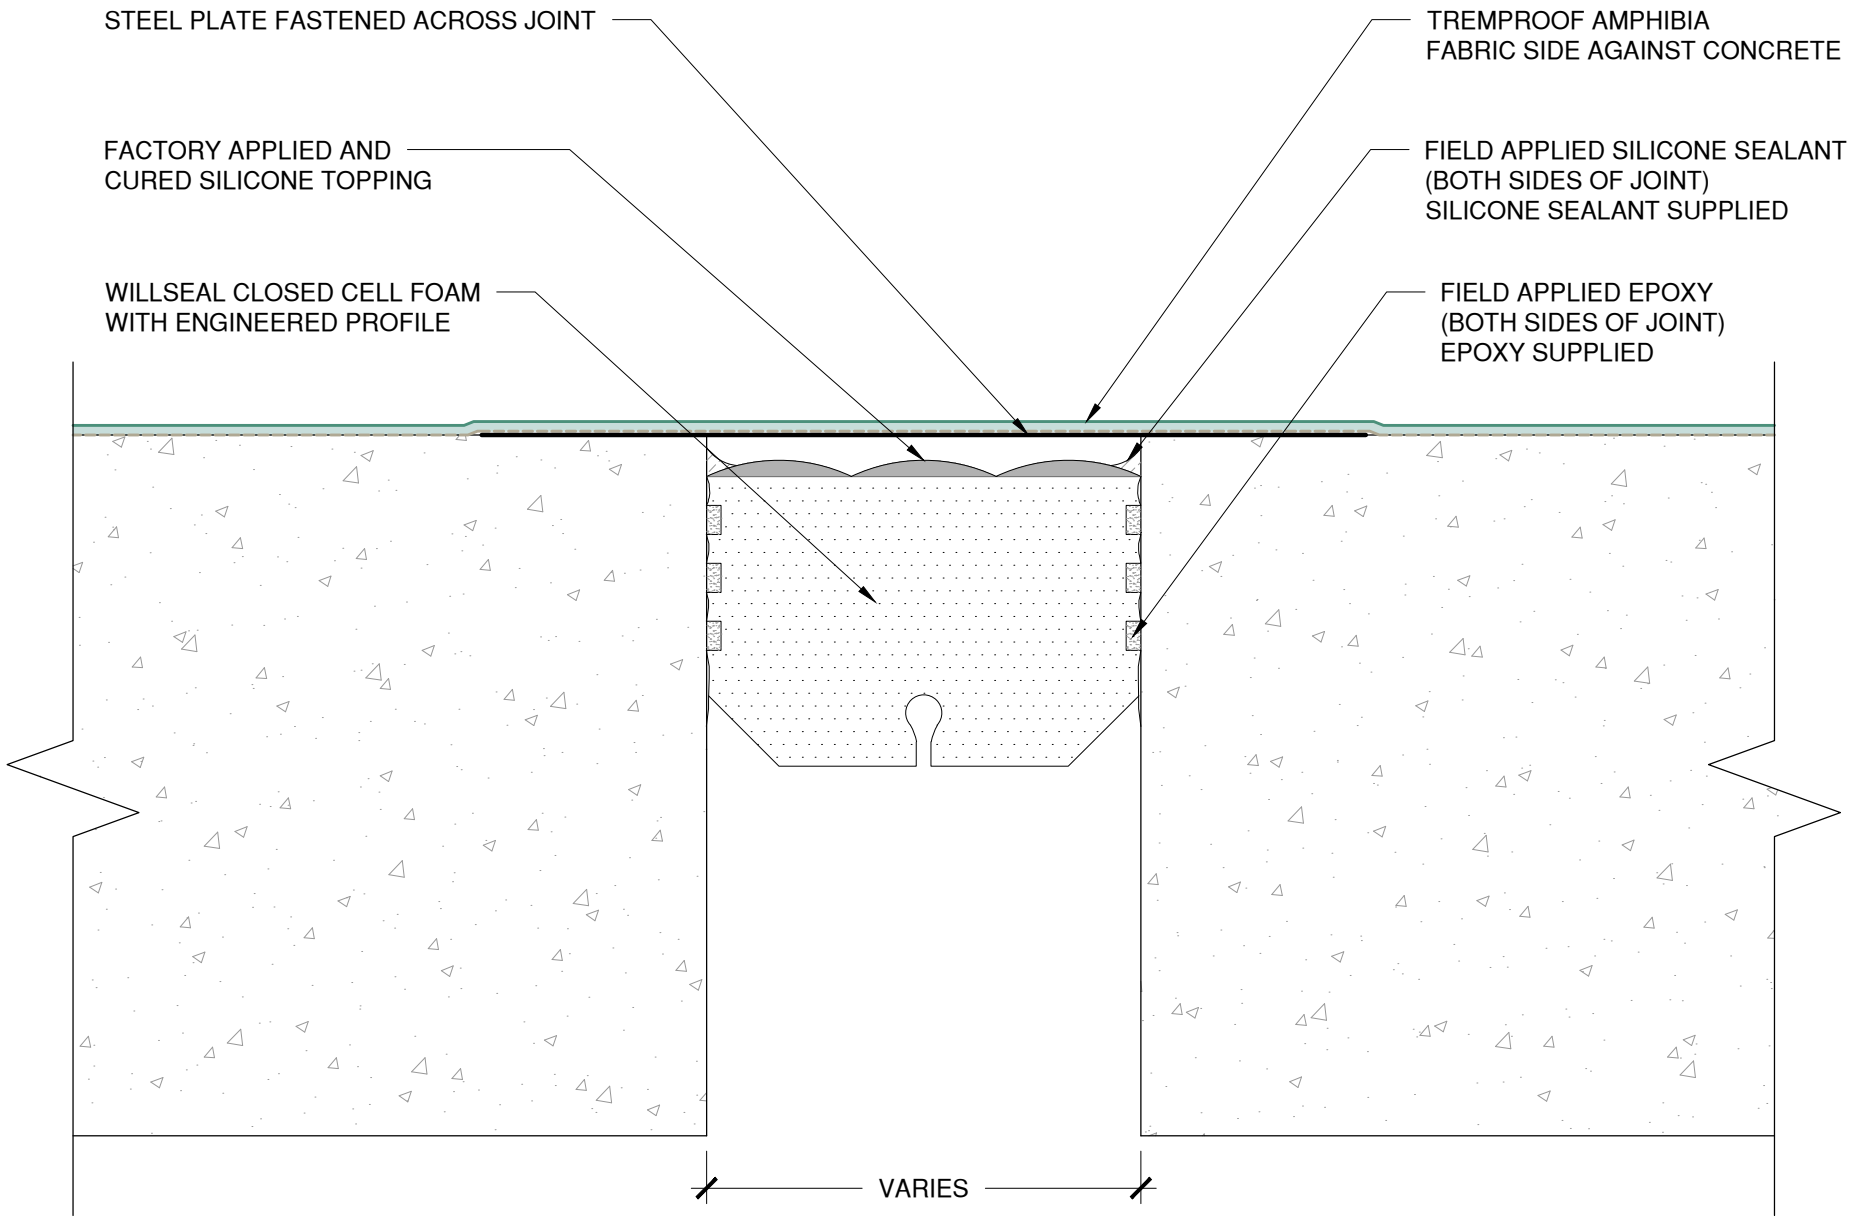 STEEL PLATE FASTENED ACROSS JOINT
FACTORY APPLIED AND
CURED SILICONE TOPPING
WILLSEAL CLOSED CELL FOAM
WITH ENGINEERED PROFILE
TREMPROOF AMPHIBIA
FABRIC SIDE AGAINST CONCRETE
FIELD APPLIED SILICONE SEALANT
(BOTH SIDES OF JOINT)
SILICONE SEALANT SUPPLIED
FIELD APPLIED EPOXY
(BOTH SIDES OF JOINT)
EPOXY SUPPLIED
VARIES